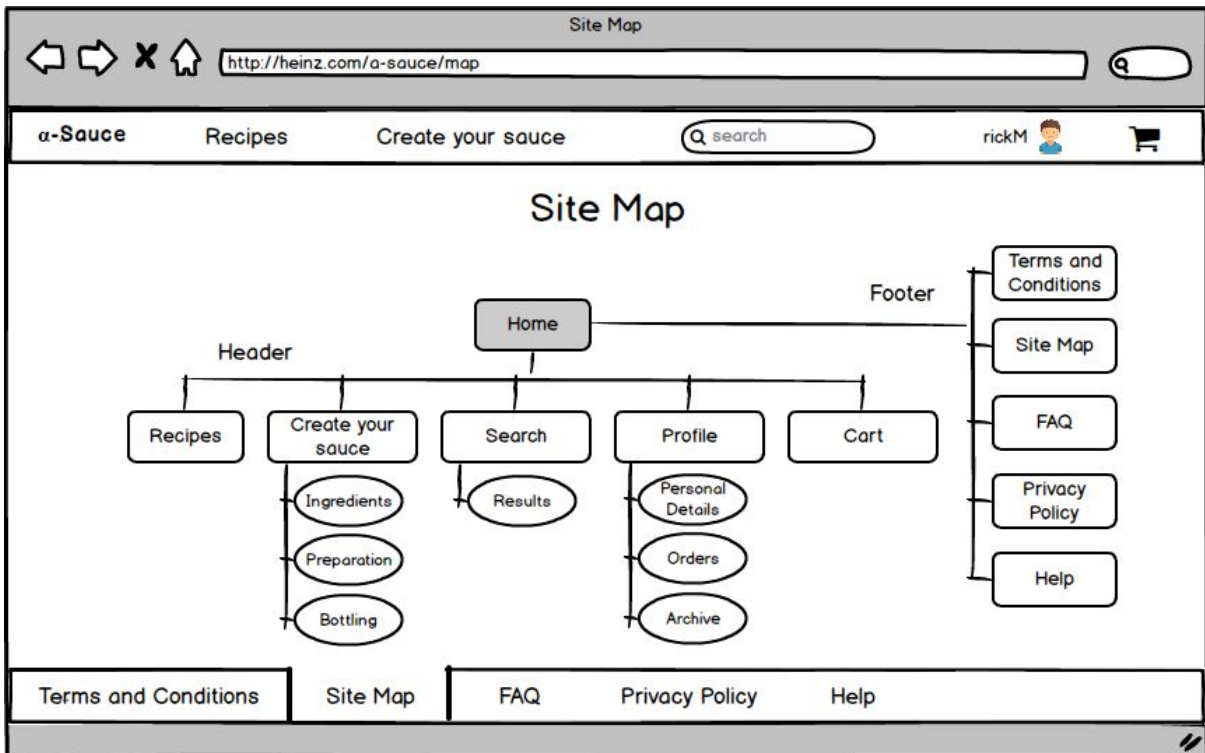 Site Map
http://heinz.com/a-sauce/map
α-Sauce Recipes Create your sauce search rickM
Site Map
Home
Header
Footer
Recipes
Create your
sauce
Ingredients
Preparation
Bottling
Search
Results
Profile
Personal
Details
Orders
Archive
Cart
Terms and
Conditions
Site Map
FAQ
Privacy
Policy
Help
Terms and Conditions Site Map FAQ Privacy Policy Help